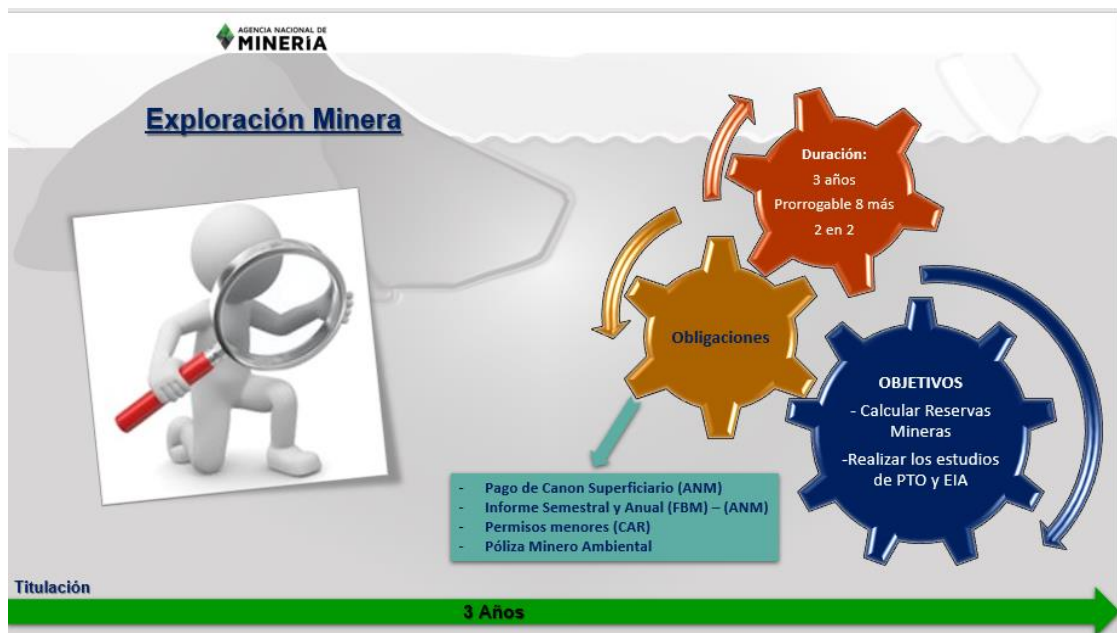 AGENCIA NACIONAL DE
MINERÍA
Exploración Minera
Duración:
3 años
Prorrogable 8 más
2 en 2
Obligaciones
OBJETIVOS
- Calcular Reservas
Mineras
-Realizar los estudios
de PTO y EIA
- Pago de Canon Superficiario (ANM)
- Informe Semestral y Anual (FBM) – (ANM)
- Permisos menores (CAR)
- Póliza Minero Ambiental
Titulación
3 Años